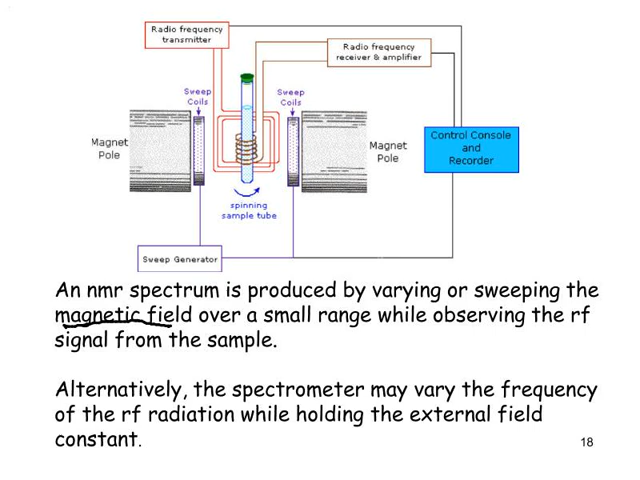 Radio frequency
transmitter
Radio frequency
receiver & amplifier
Sweep
Coils
Sweep
Coils
Magnet
Pole
Magnet
Pole
Control Console
and
Recorder
spinning
sample tube
Sweep Generator
An nmr spectrum is produced by varying or sweeping the
magnetic field over a small range while observing the rf
signal from the sample.
Alternatively, the spectrometer may vary the frequency
of the rf radiation while holding the external field
constant.
18